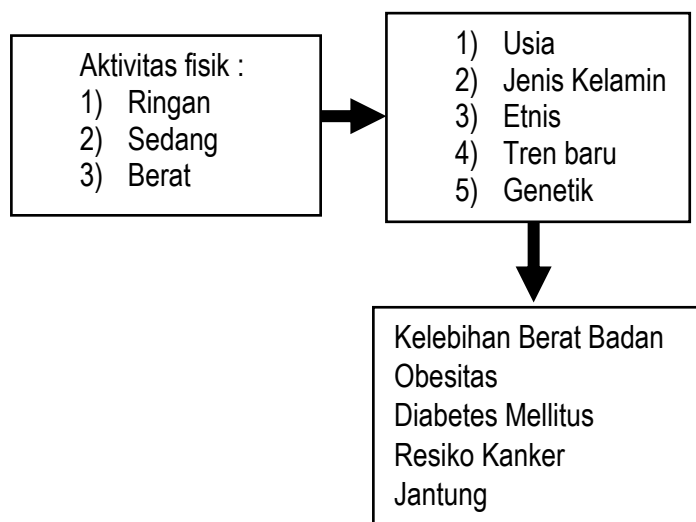 Aktivitas fisik :
1) Ringan
2) Sedang
3) Berat
1) Usia
2) Jenis Kelamin
3) Etnis
4) Tren baru
5) Genetik
Kelebihan Berat Badan
Obesitas
Diabetes Mellitus
Resiko Kanker
Jantung